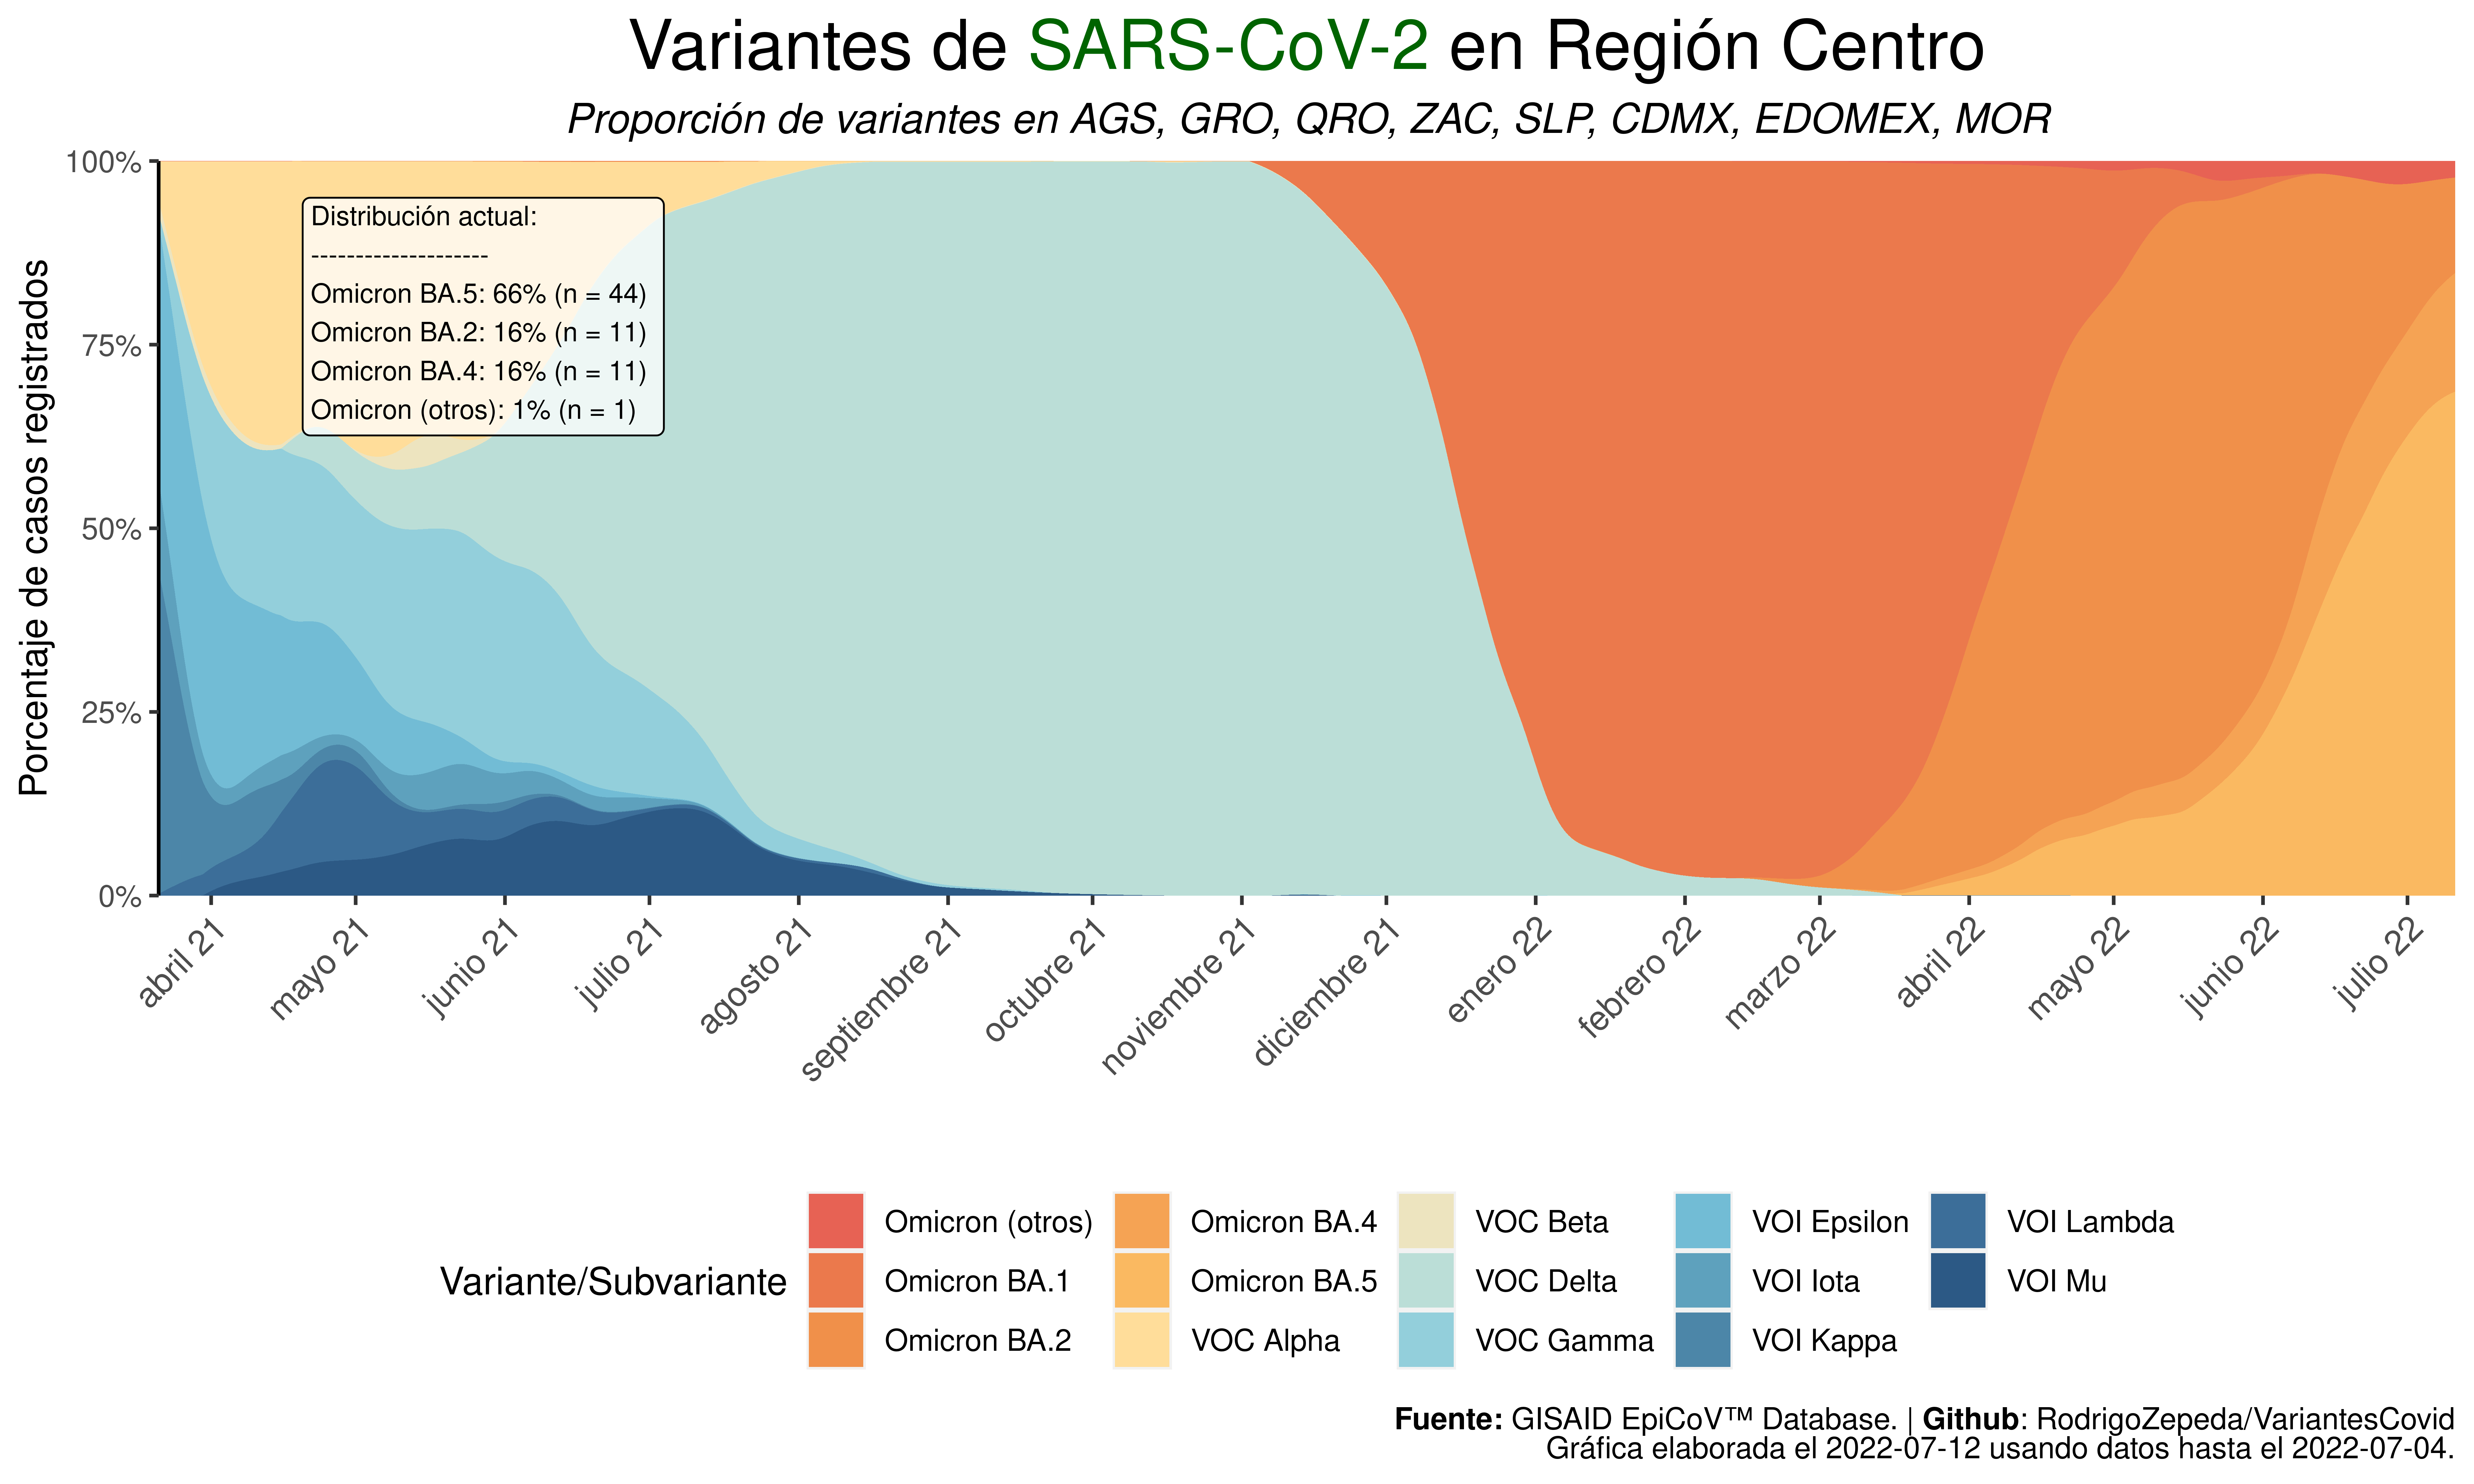 Variantes de SARS-CoV-2 en Región Centro
Proporción de variantes en AGS, GRO, QRO, ZAC, SLP, CDMX, EDOMEX, MOR
Porcentaje de casos registrados
100%
75%
50%
25%
0%
Distribución actual:
--------------------
Omicron BA.5: 66% (n = 44)
Omicron BA.2: 16% (n = 11)
Omicron BA.4: 16% (n = 11)
Omicron (otros): 1% (n = 1)
abril 21
mayo 21
junio 21
julio 21
agosto 21
septiembre 21
octubre 21
noviembre 21
diciembre 21
enero 22
febrero 22
marzo 22
abril 22
mayo 22
junio 22
julio 22
Variante/Subvariante
Omicron (otros)
Omicron BA.1
Omicron BA.2
Omicron BA.4
Omicron BA.5
VOC Alpha
VOC Beta
VOC Delta
VOC Gamma
VOI Epsilon
VOI Iota
VOI Kappa
VOI Lambda
VOI Mu
Fuente: GISAID EpiCoV™ Database. | Github: RodrigoZepeda/VariantesCovid
Gráfica elaborada el 2022-07-12 usando datos hasta el 2022-07-04.